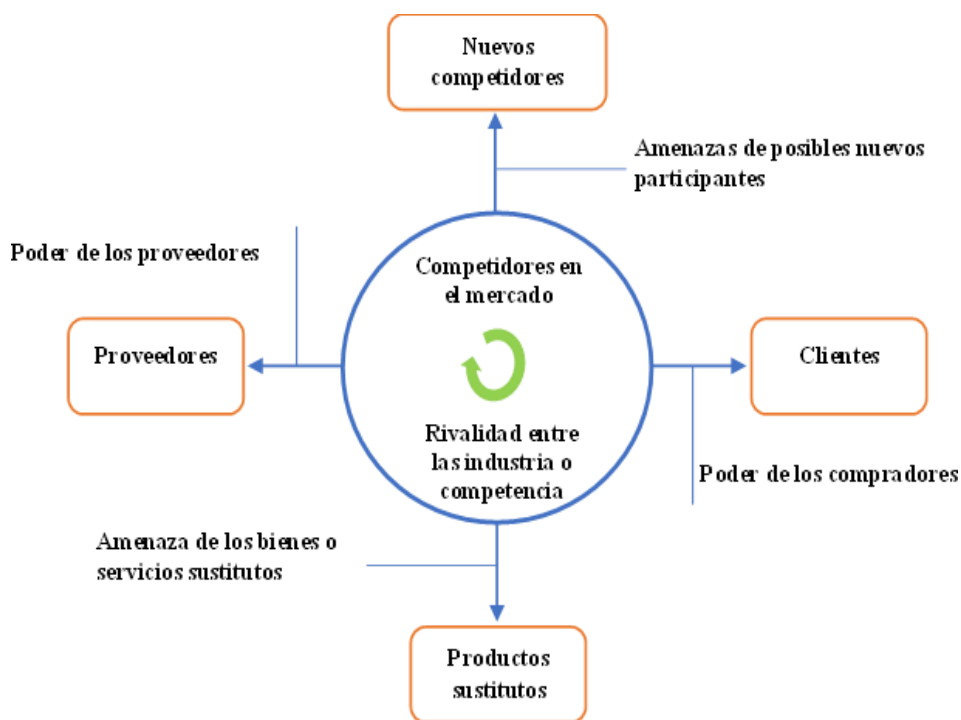 Nuevos
competidores
Amenazas de posibles nuevos
participantes
Poder de los proveedores
Competidores en
el mercado
Proveedores
Clientes
Rivalidad entre
las industria o
competencia
Poder de los compradores
Amenaza de los bienes o
servicios sustitutos
Productos
sustitutos